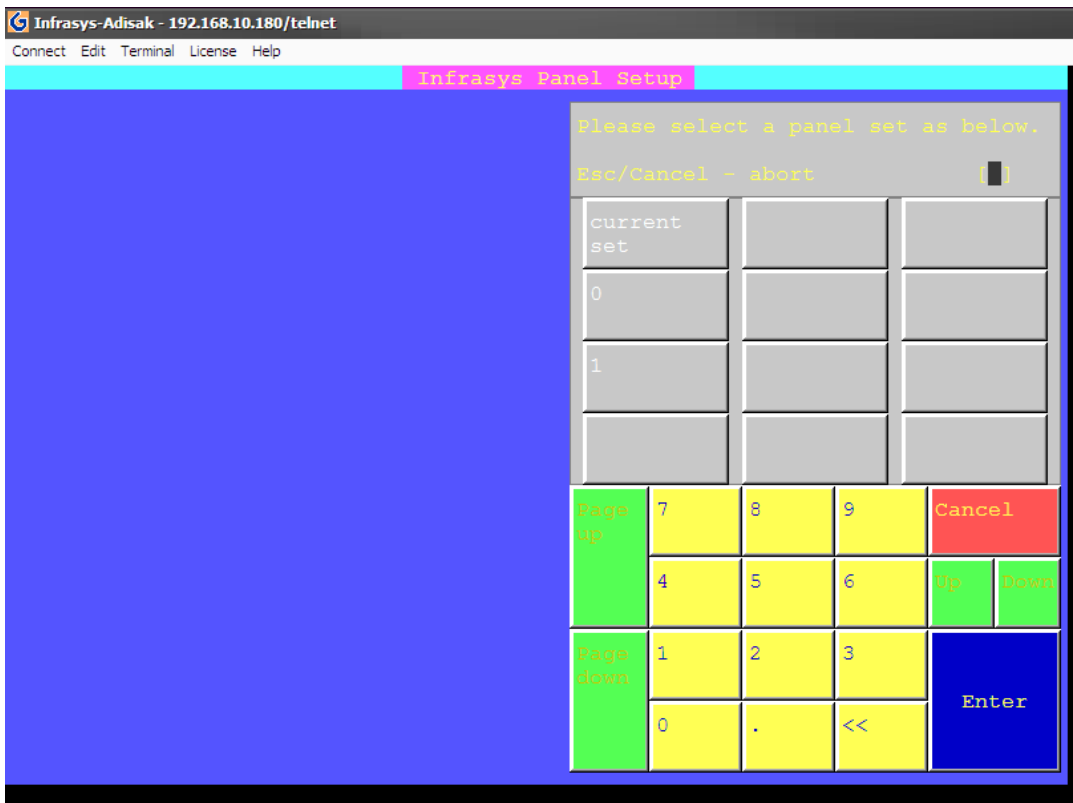 Infrasys-Adisak - 192.168.10.180/telnet
Connect Edit Terminal License Help
Infrasys Panel Setup
Please select a panel set as below.
Esc/Cancel - abort [ ]
current
set
0
1
Page
up
7 8 9 Cancel
4 5 6 Up Down
Page
down
1 2 3
Enter
0 . <<